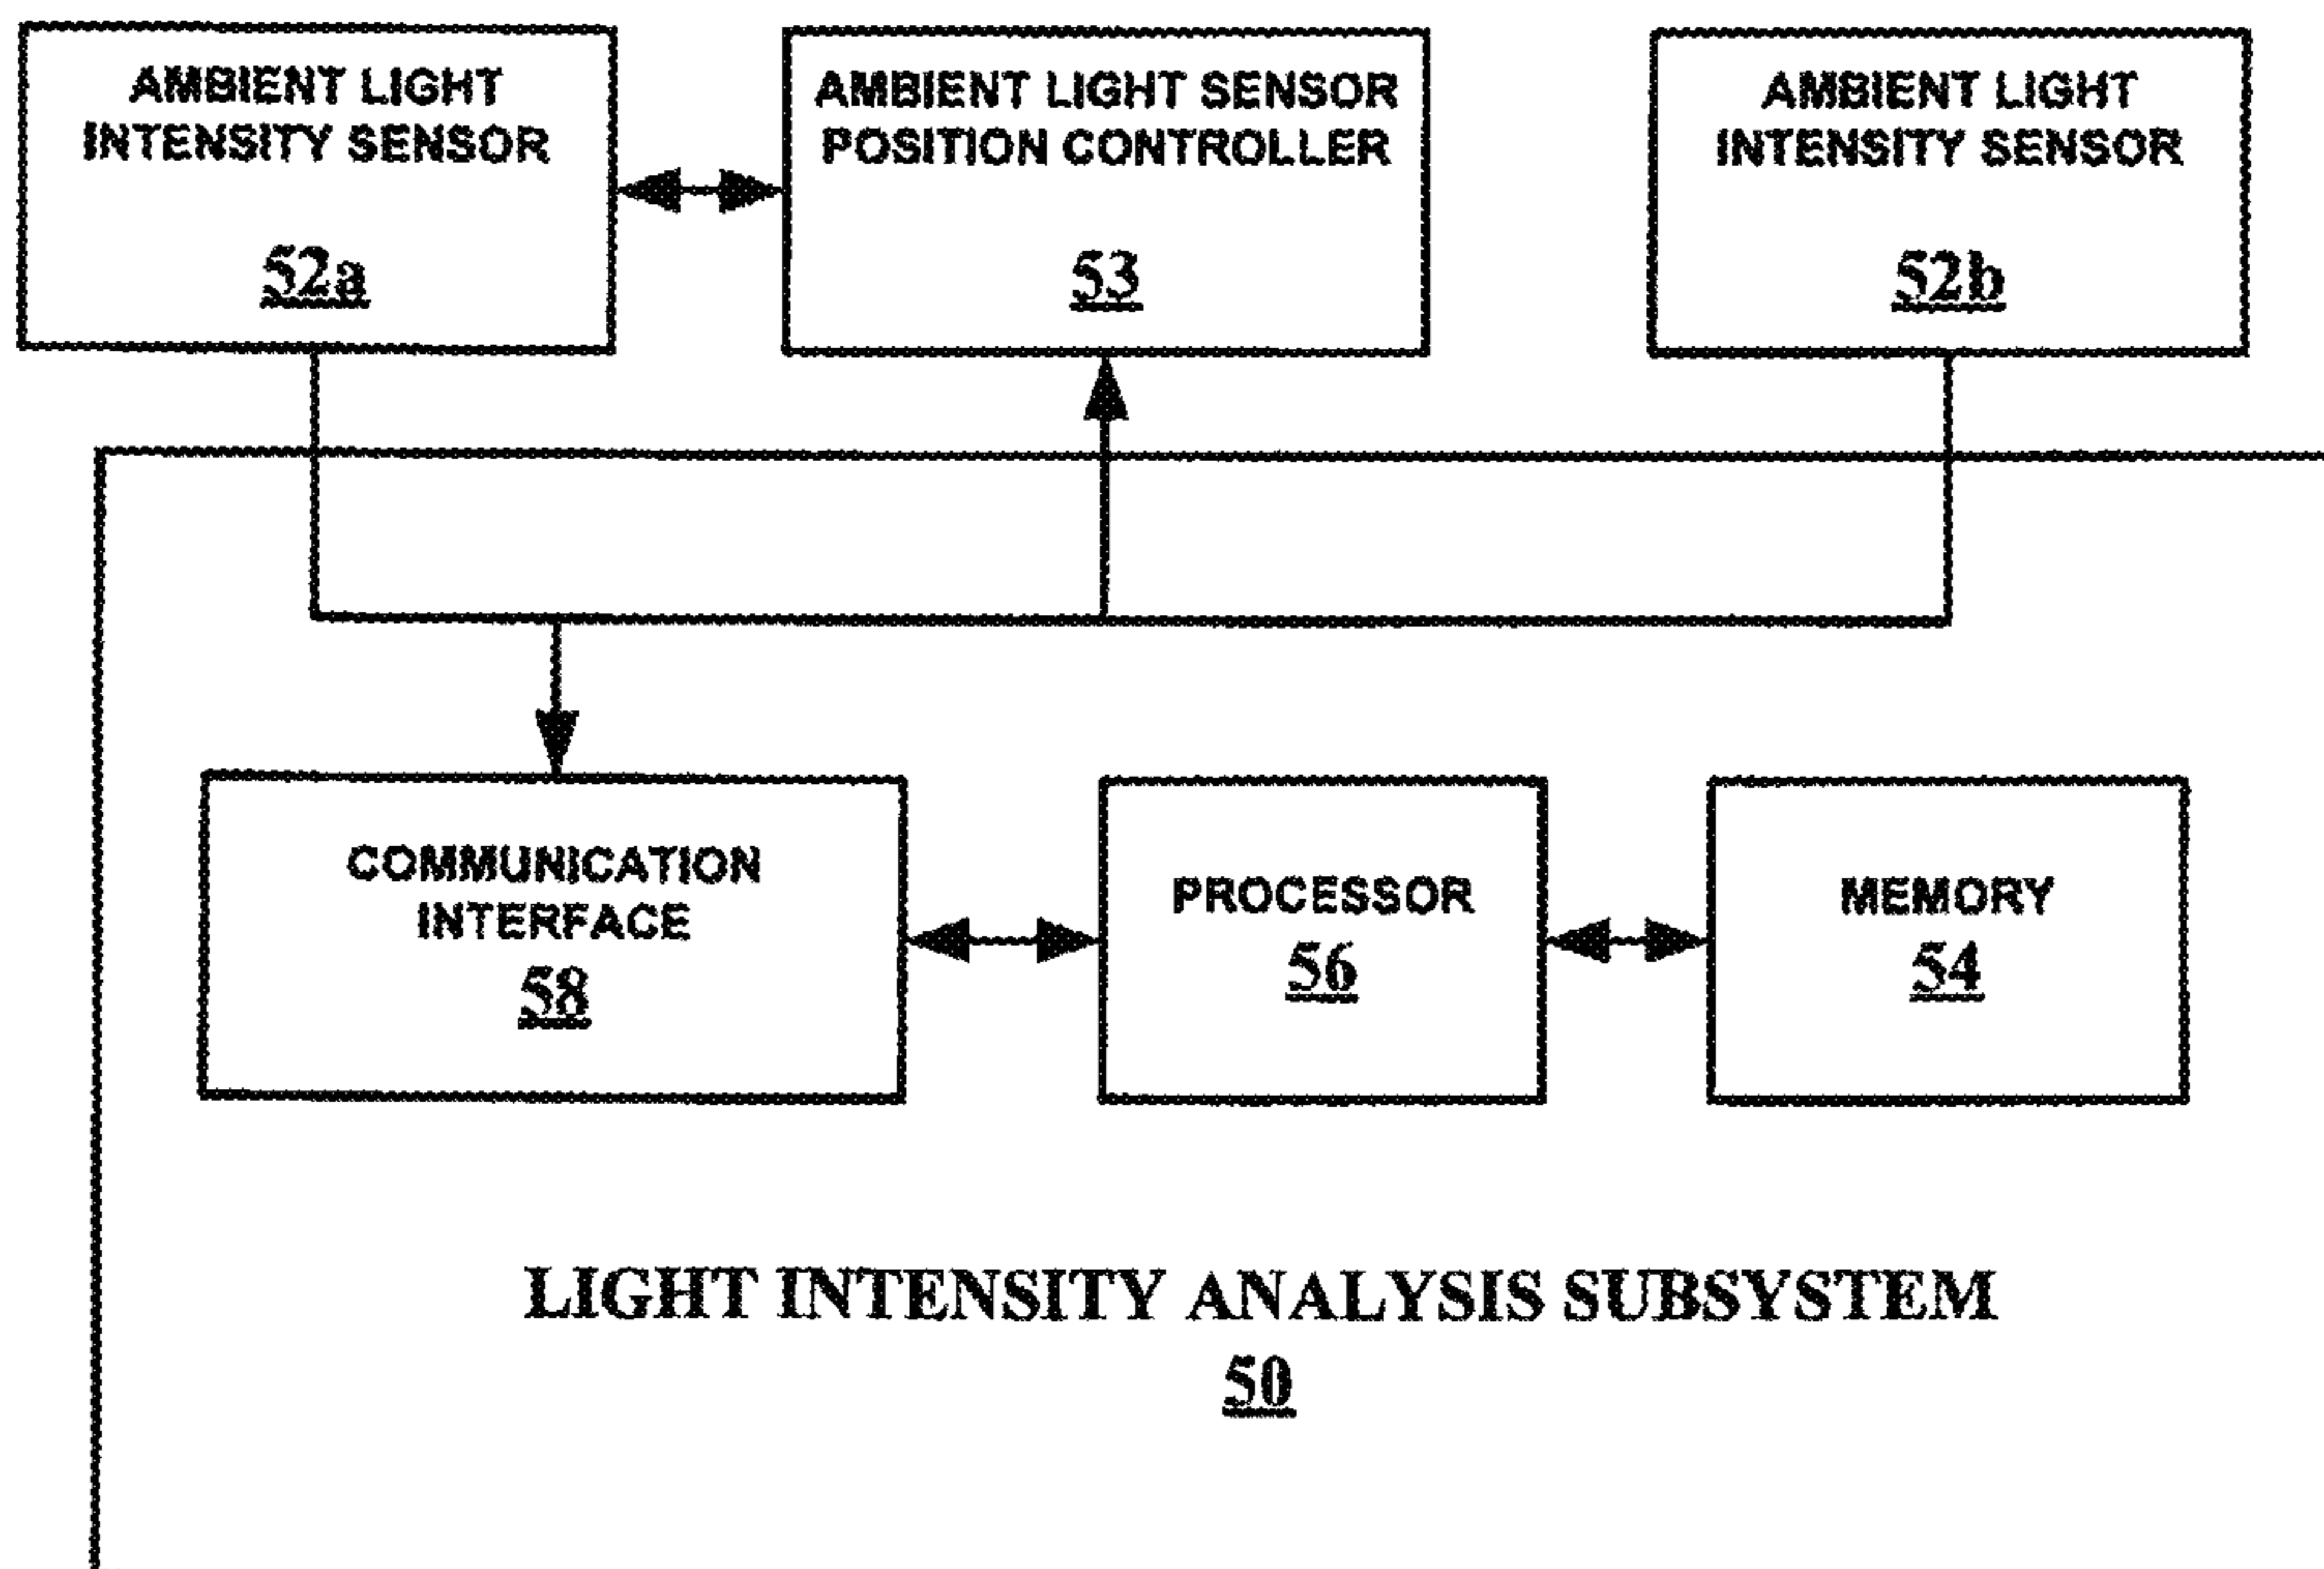 AMBIENT LIGHT
INTENSITY SENSOR
52a
AMBIENT LIGHT SENSOR
POSITION CONTROLLER
53
AMBIENT LIGHT
INTENSITY SENSOR
52b
COMMUNICATION
INTERFACE
58
PROCESSOR
56
MEMORY
54
LIGHT INTENSITY ANALYSIS SUBSYSTEM
50